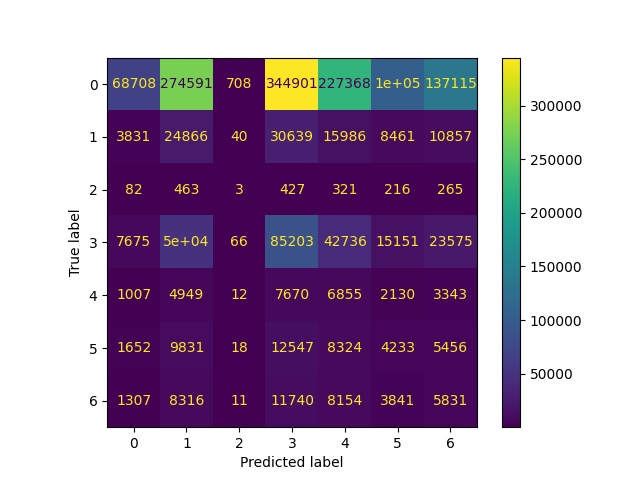 0 68708 274591 708 344901 227368 1e+05 137115
1 3831 24866 40 30639 15986 8461 10857
2 82 463 3 427 321 216 265
3 7675 5e+04 66 85203 42736 15151 23575
4 1007 4949 12 7670 6855 2130 3343
5 1652 9831 18 12547 8324 4233 5456
6 1307 8316 11 11740 8154 3841 5831
0 1 2 3 4 5 6
Predicted label
True label
300000
250000
200000
150000
100000
50000